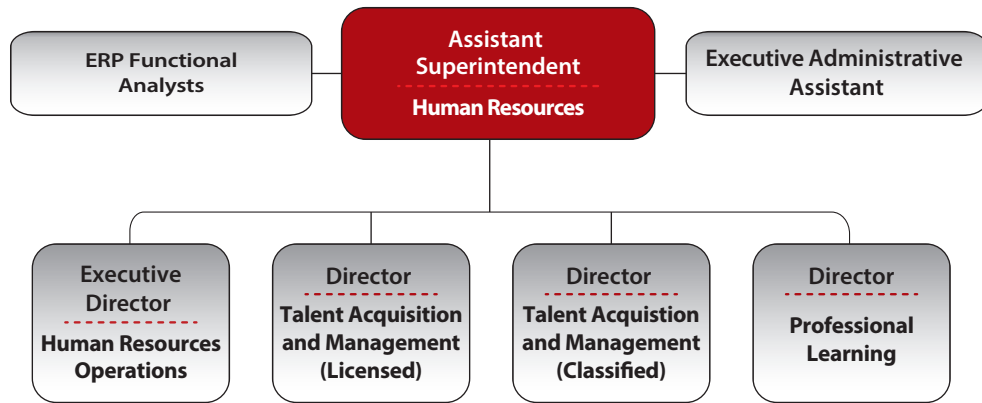 ERP Functional
Analysts
Assistant
Superintendent
Human Resources
Executive Administrative
Assistant
Executive
Director
Human Resources
Operations
Director
Talent Acquisition
and Management
(Licensed)
Director
Talent Acquistion
and Management
(Classified)
Director
Professional
Learning